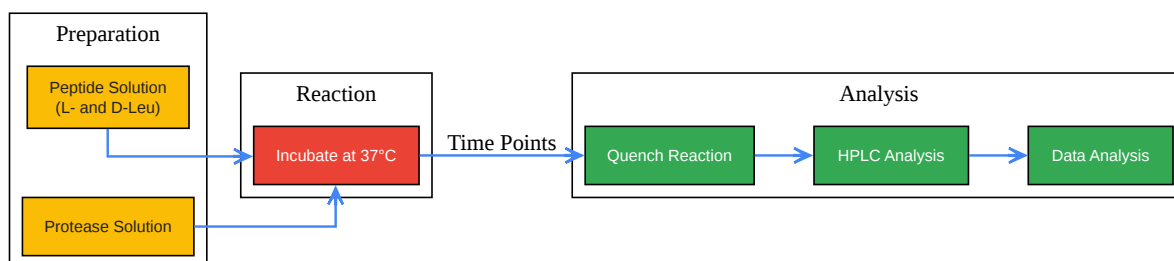 Preparation
Peptide Solution
(L- and D-Leu)
Protease Solution
Reaction
Incubate at 37°C
Time Points
Analysis
Quench Reaction
HPLC Analysis
Data Analysis